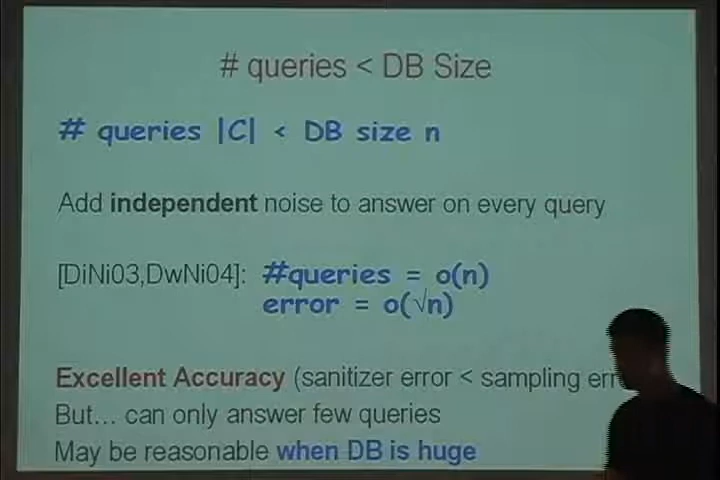 # queries < DB Size
# queries |C| < DB size n
Add independent noise to answer on every query
[DiNi03,DwNi04]: #queries = o(n)
error = o(√n)
Excellent Accuracy (sanitizer error < sampling
But... can only answer few queries
May be reasonable when DB is huge